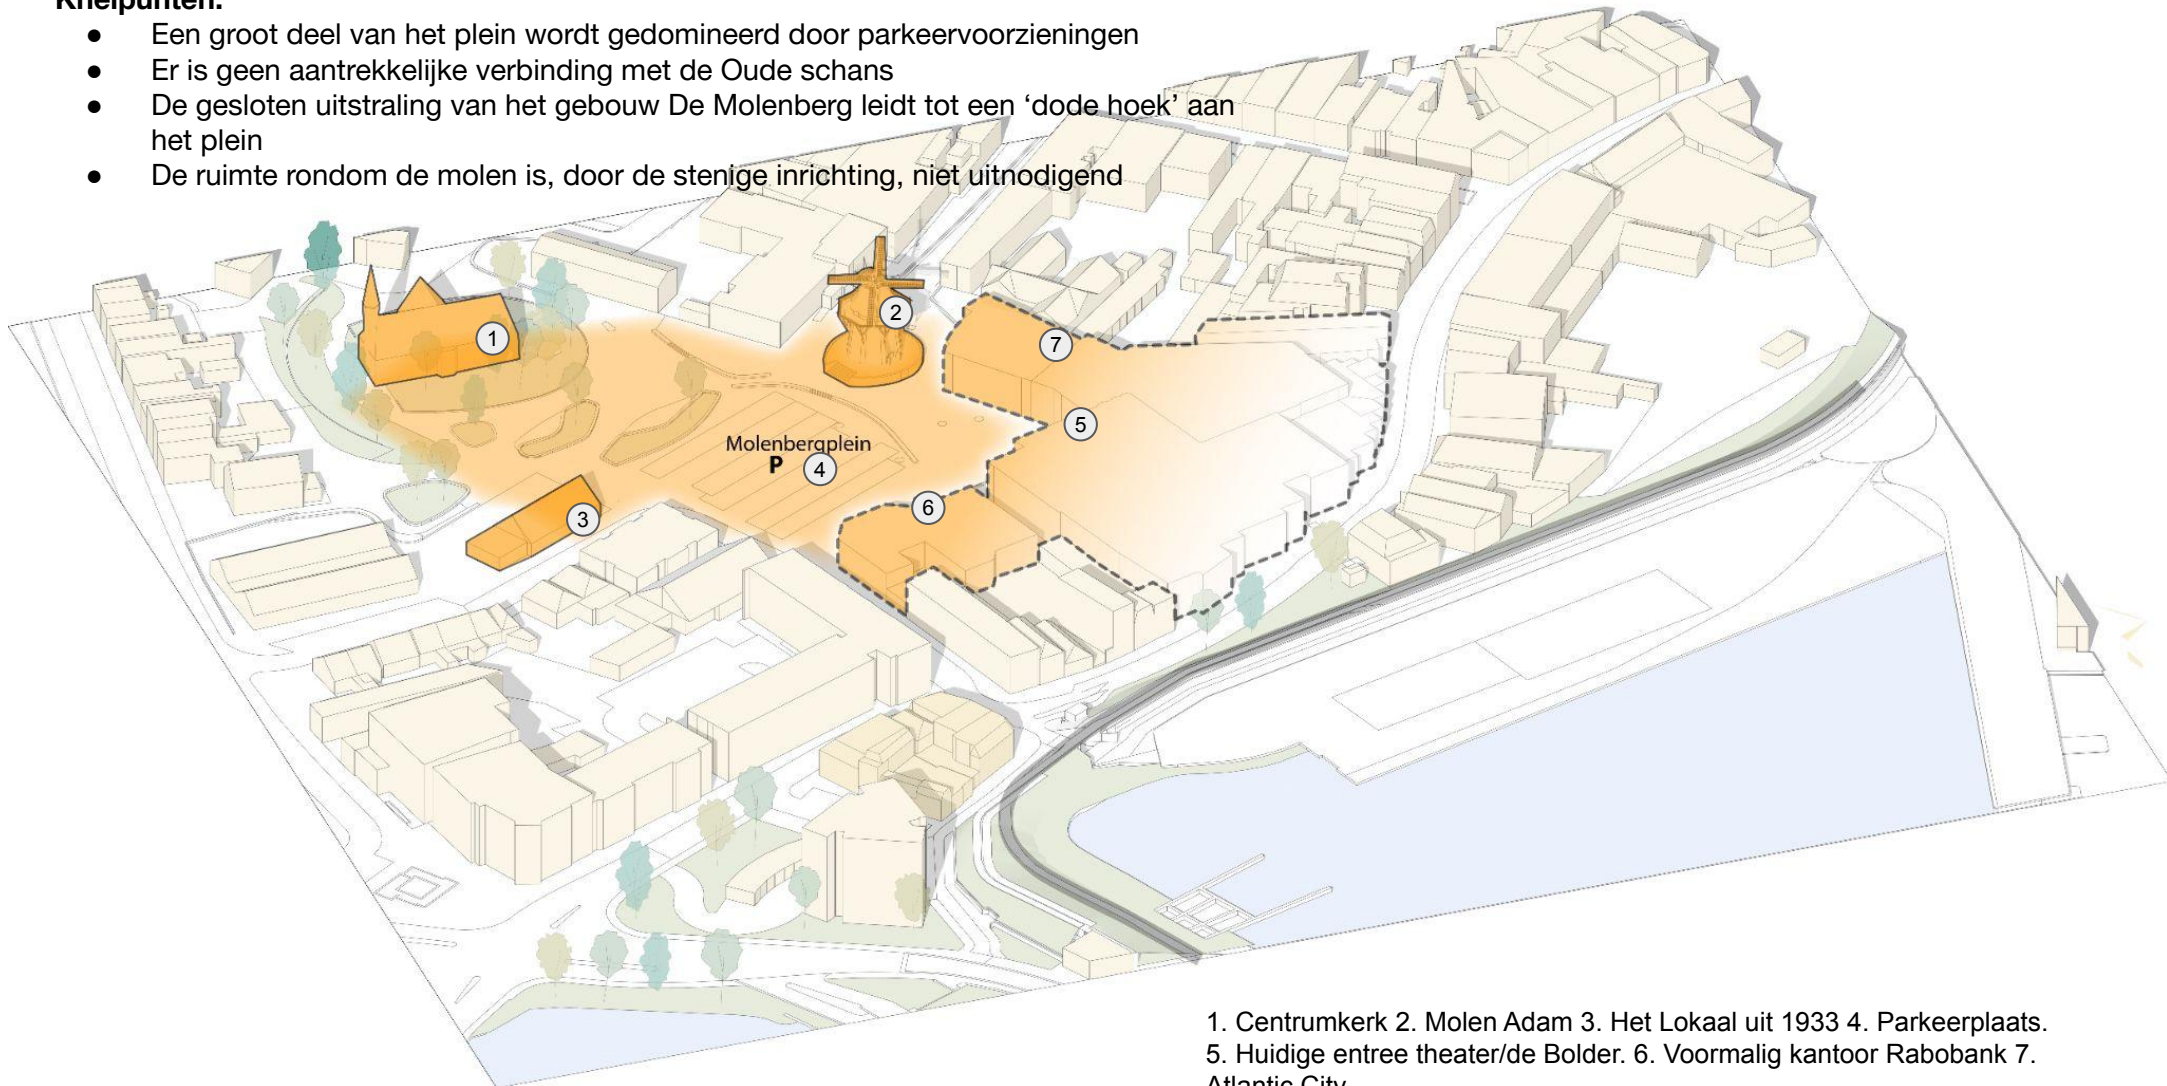 Knelpunten:
● Een groot deel van het plein wordt gedomineerd door parkeervoorzieningen
● Er is geen aantrekkelijke verbinding met de Oude schans
● De gesloten uitstraling van het gebouw De Molenberg leidt tot een ‘dode hoek’ aan
het plein
● De ruimte rondom de molen is, door de stenige inrichting, niet uitnodigend
2
1
7
5
Molenbergplein
P 4
6
3
1. Centrumkerk 2. Molen Adam 3. Het Lokaal uit 1933 4. Parkeerplaats.
5. Huidige entree theater/de Bolder. 6. Voormalig kantoor Rabobank 7.
Atlantic City